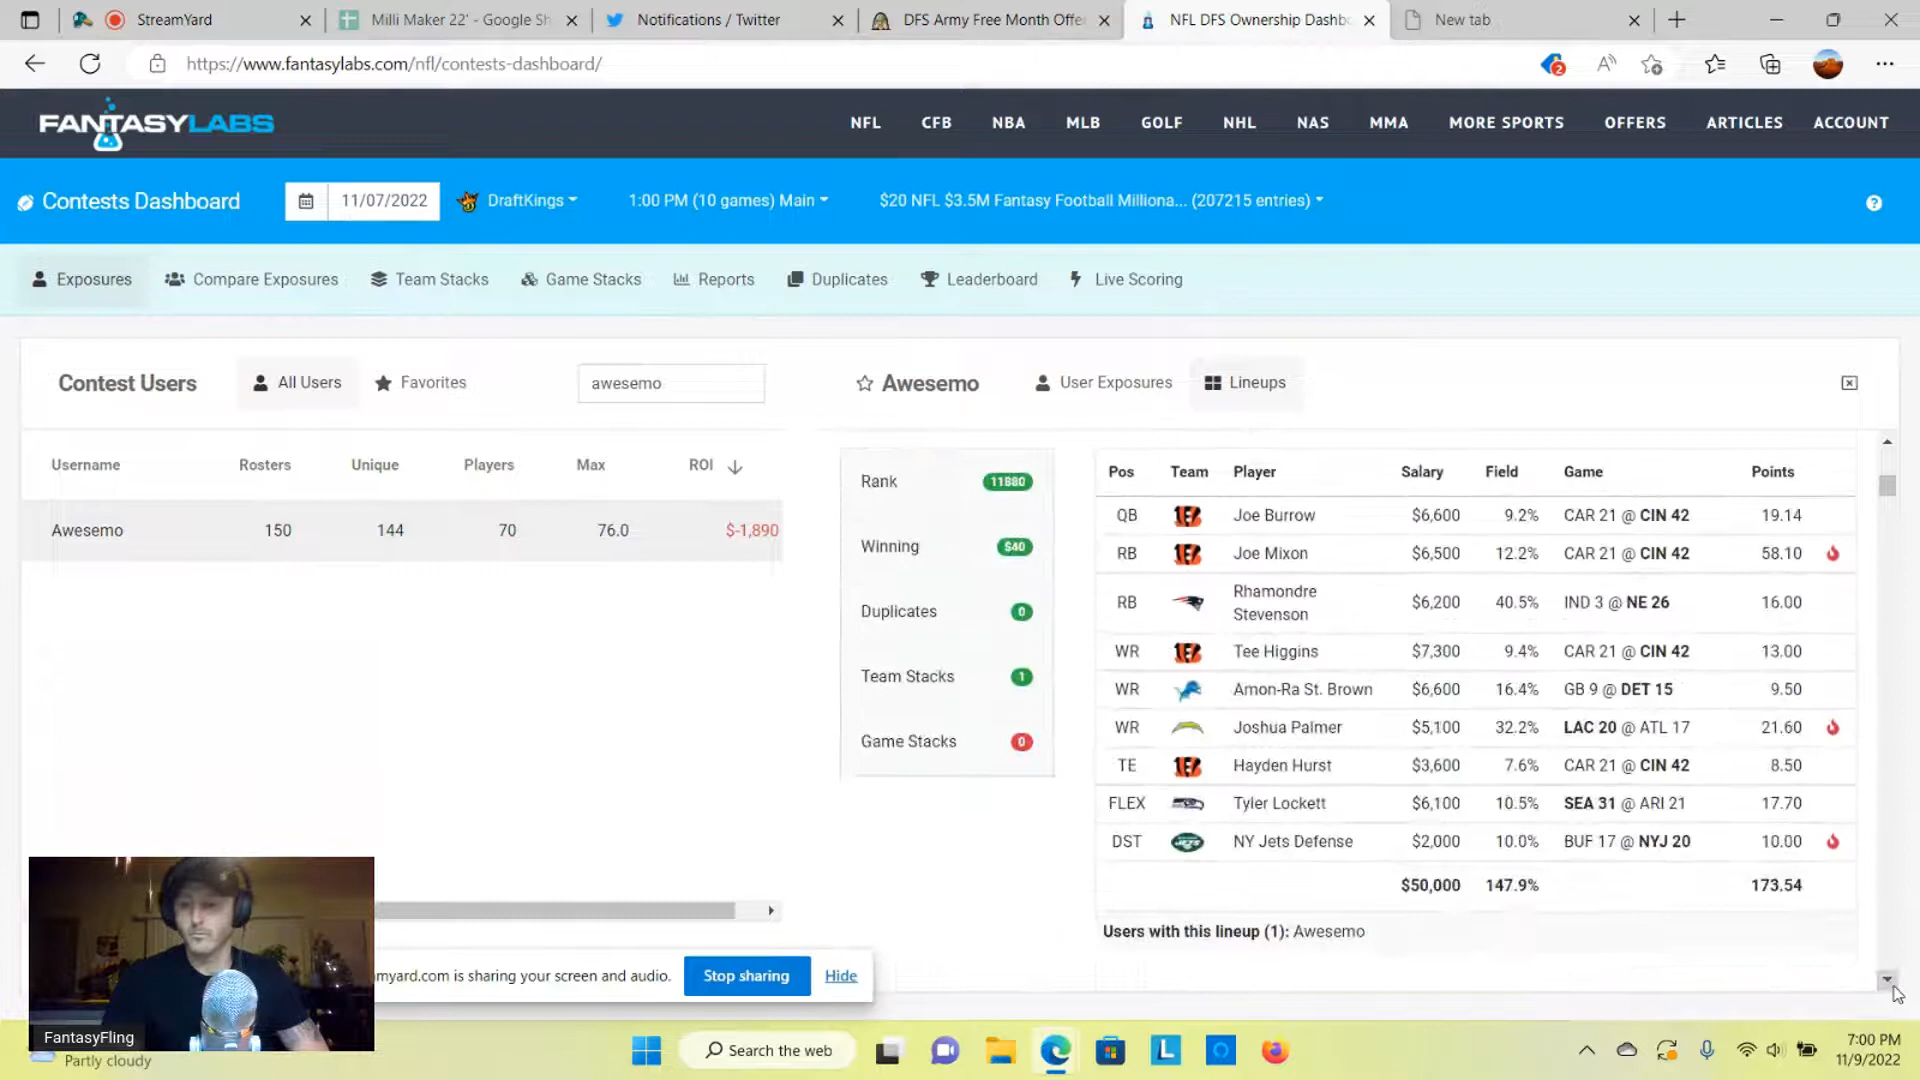 StreamYard
Milli Maker 22' - Google Sh
Notifications / Twitter
DFS Army Free Month Offe
NFL DFS Ownership Dashb
New tab
https://www.fantasylabs.com/nfl/contests-dashboard/
2
FANTASYLABS
NFL CFB NBA MLB GOLF NHL NAS MMA MORE SPORTS OFFERS ARTICLES ACCOUNT
Contests Dashboard
11/07/2022
DraftKings
1:00 PM (10 games) Main
$20 NFL $3.5M Fantasy Football Milliona... (207215 entries)
?
Exposures Compare Exposures Team Stacks Game Stacks Reports Duplicates Leaderboard Live Scoring
Contest Users All Users Favorites awesemo
Username Rosters Unique Players Max ROI
Awesemo 150 144 70 76.0 $-1,890
Awesemo User Exposures Lineups
Rank 11880
Winning $40
Duplicates 0
Team Stacks 1
Game Stacks 0
Pos Team Player Salary Field Game Points
QB Joe Burrow $6,600 9.2% CAR 21 @ CIN 42 19.14
RB Joe Mixon $6,500 12.2% CAR 21 @ CIN 42 58.10
RB Rhamondre Stevenson $6,200 40.5% IND 3 @ NE 26 16.00
WR Tee Higgins $7,300 9.4% CAR 21 @ CIN 42 13.00
WR Amon-Ra St. Brown $6,600 16.4% GB 9 @ DET 15 9.50
WR Joshua Palmer $5,100 32.2% LAC 20 @ ATL 17 21.60
TE Hayden Hurst $3,600 7.6% CAR 21 @ CIN 42 8.50
FLEX Tyler Lockett $6,100 10.5% SEA 31 @ ARI 21 17.70
DST NY Jets Defense $2,000 10.0% BUF 17 @ NYJ 20 10.00
$50,000 147.9% 173.54
Users with this lineup (1): Awesemo
myard.com is sharing your screen and audio. Stop sharing Hide
FantasyFling
Partly cloudy
Search the web
L
7:00 PM
11/9/2022